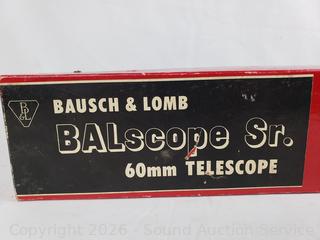 BAUSCH & LOMB
BALscope Sr.
60mm TELESCOPE
Copyright 2026 - Sound Auction Service